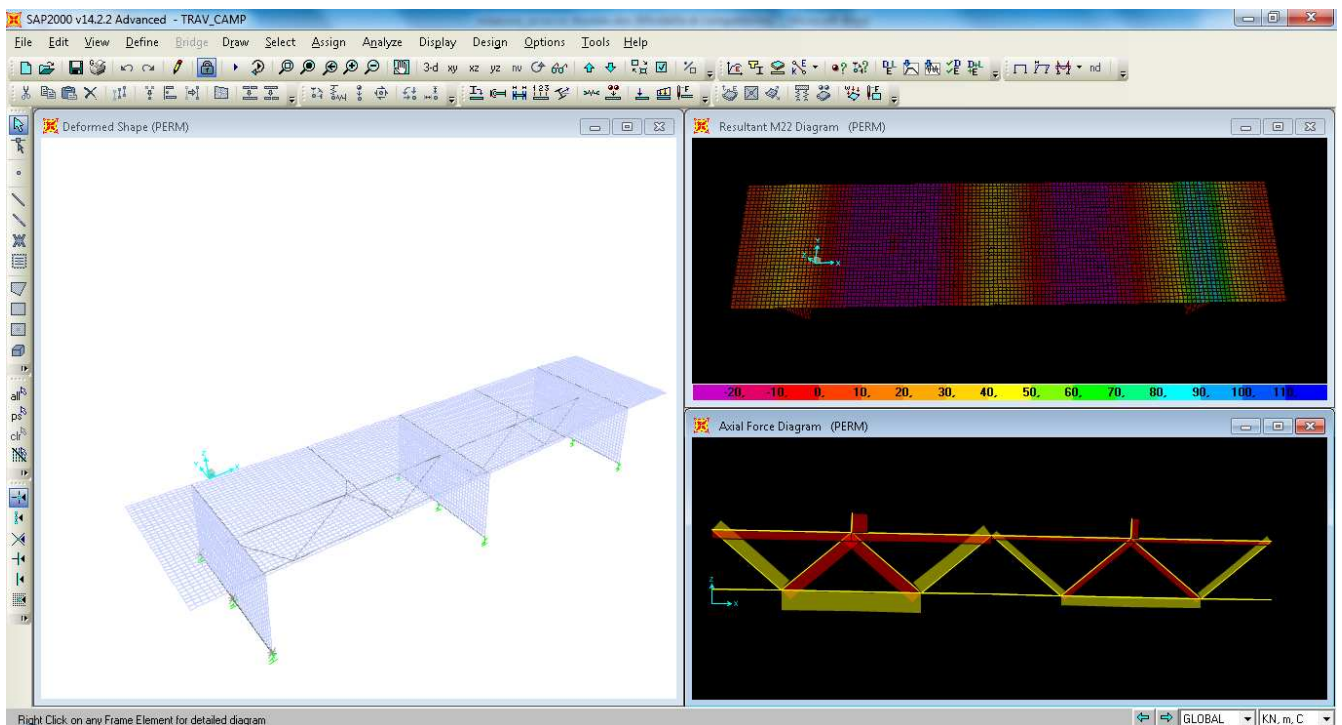 SAP2000 v14.2.2 Advanced - TRAV_CAMP
File Edit View Define Bridge Draw Select Assign Analyze Display Design Options Tools Help
3-d xy xz yz nv nd
Deformed Shape (PERM)
Resultant M22 Diagram (PERM)
-20, -10, 0, 10, 20, 30, 40, 50, 60, 70, 80, 90, 100,
Axial Force Diagram (PERM)
all
ps
clr
Z
Y
X
Z
X
Right Click on any Frame Element for detailed diagram
GLOBAL
KN, m, C